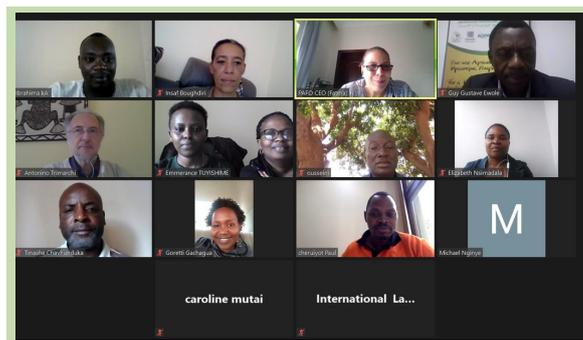 Ibrahima kA
Insaf Boughdiri
PAFO CEO (Fatma)
Guy Gustave Ewole
Antonino Trimarchi
Emmerance TUYISHIME
ousseini
Elizabeth Nsimadala
Tinashe Chavhunduka
Goretti Gachagua
cheruiyot Paul
M
Michael Nginye
caroline mutai
International La...